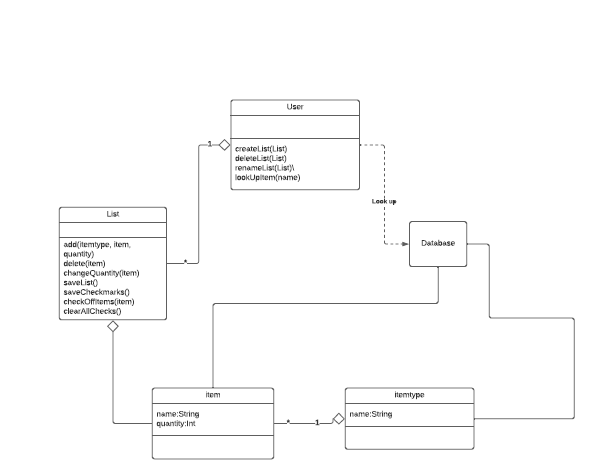 User
createList(List)
deleteList(List)
renameList(List)\
lookUpItem(name)
1
Look up
List
add(itemtype, item,
quantity)
delete(item)
changeQuantity(item)
saveList()
saveCheckmarks()
checkOffItems(item)
clearAllChecks()
*
Database
item
name:String
quantity:Int
*
1
itemtype
name:String